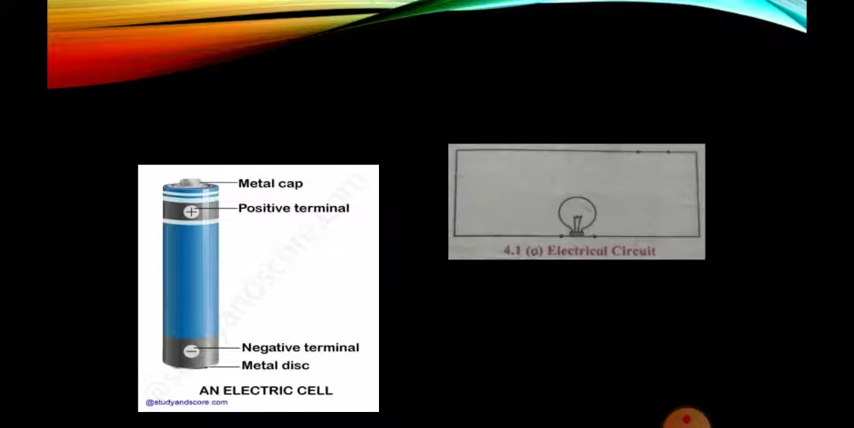 Metal cap
Positive terminal
+
Negative terminal
−
Metal disc
AN ELECTRIC CELL
@studyandscore.com
4.1 (a) Electrical Circuit